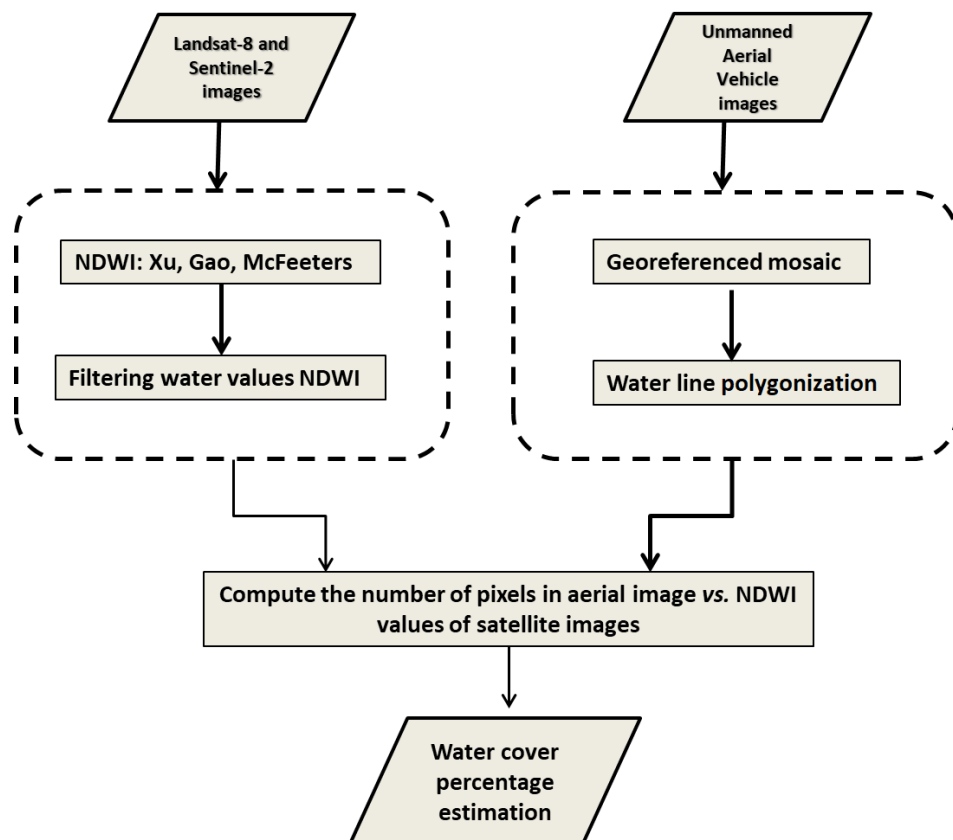 Landsat-8 and
Sentinel-2
images
Unmanned
Aerial
Vehicle
images
NDWI: Xu, Gao, McFeeters
Filtering water values NDWI
Georeferenced mosaic
Water line polygonization
Compute the number of pixels in aerial image vs. NDWI
values of satellite images
Water cover
percentage
estimation